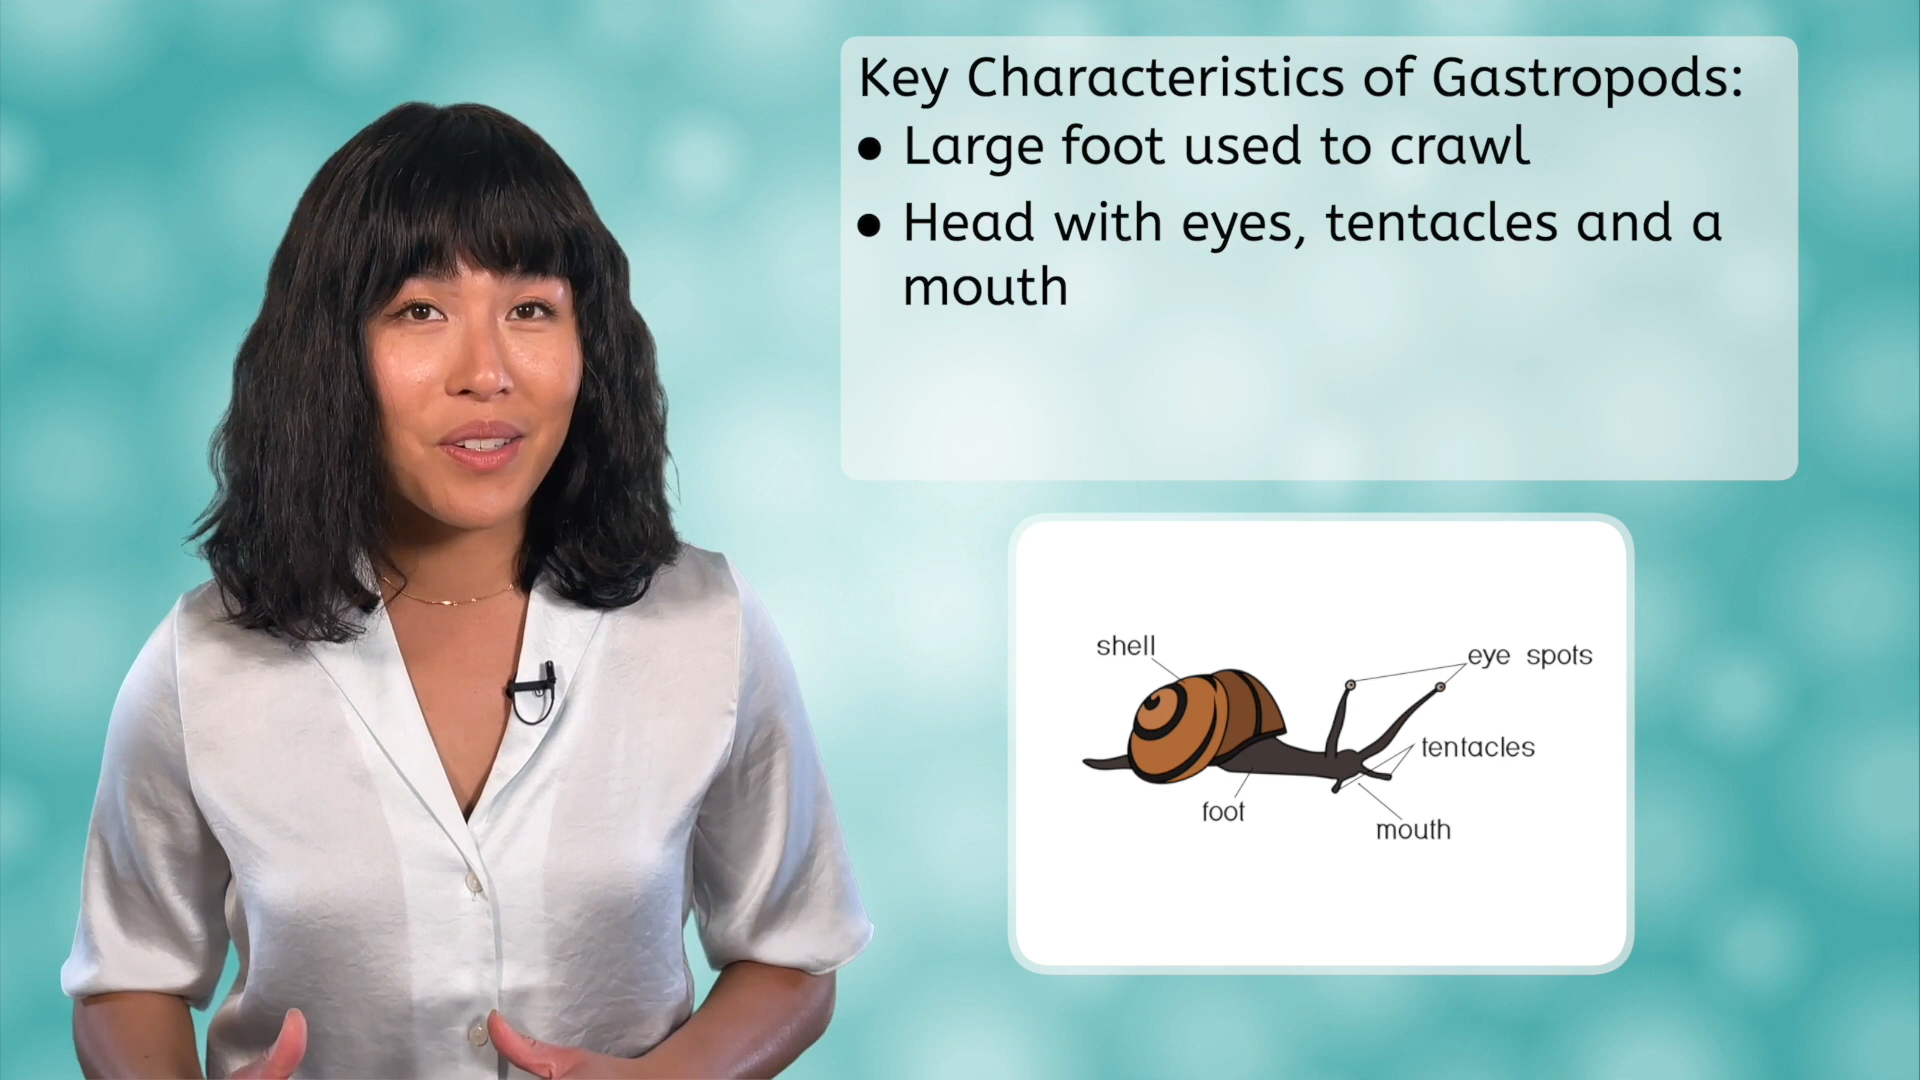 Key Characteristics of Gastropods:
● Large foot used to crawl
● Head with eyes, tentacles and a
mouth
shell
eye spots
tentacles
foot
mouth